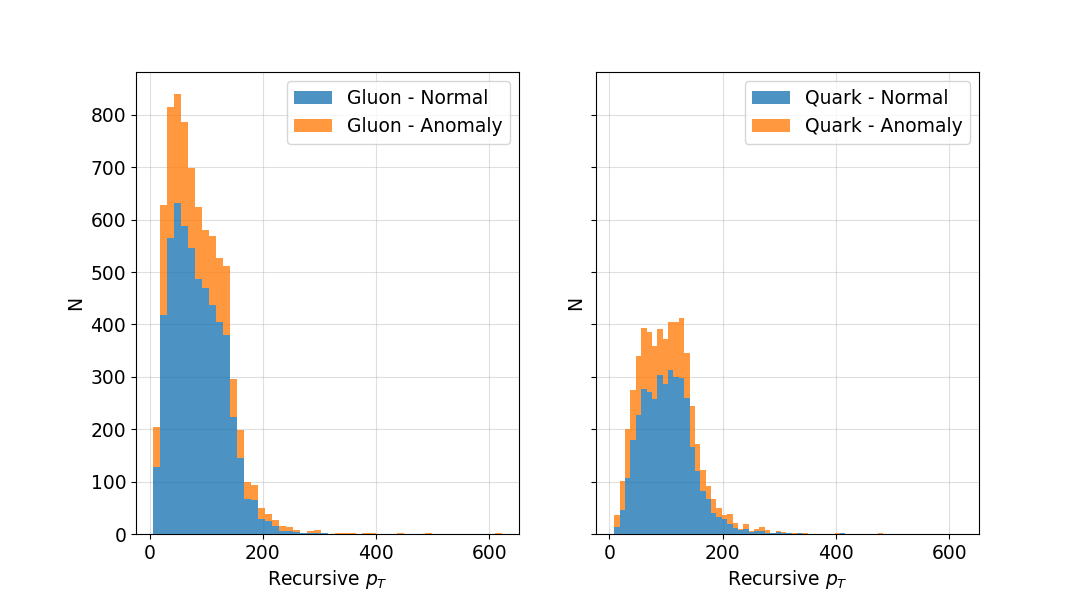 Gluon - Normal
Gluon - Anomaly
800
700
600
500
400
300
200
100
0
N
0 200 400 600
Recursive p_T
Quark - Normal
Quark - Anomaly
N
0 200 400 600
Recursive p_T